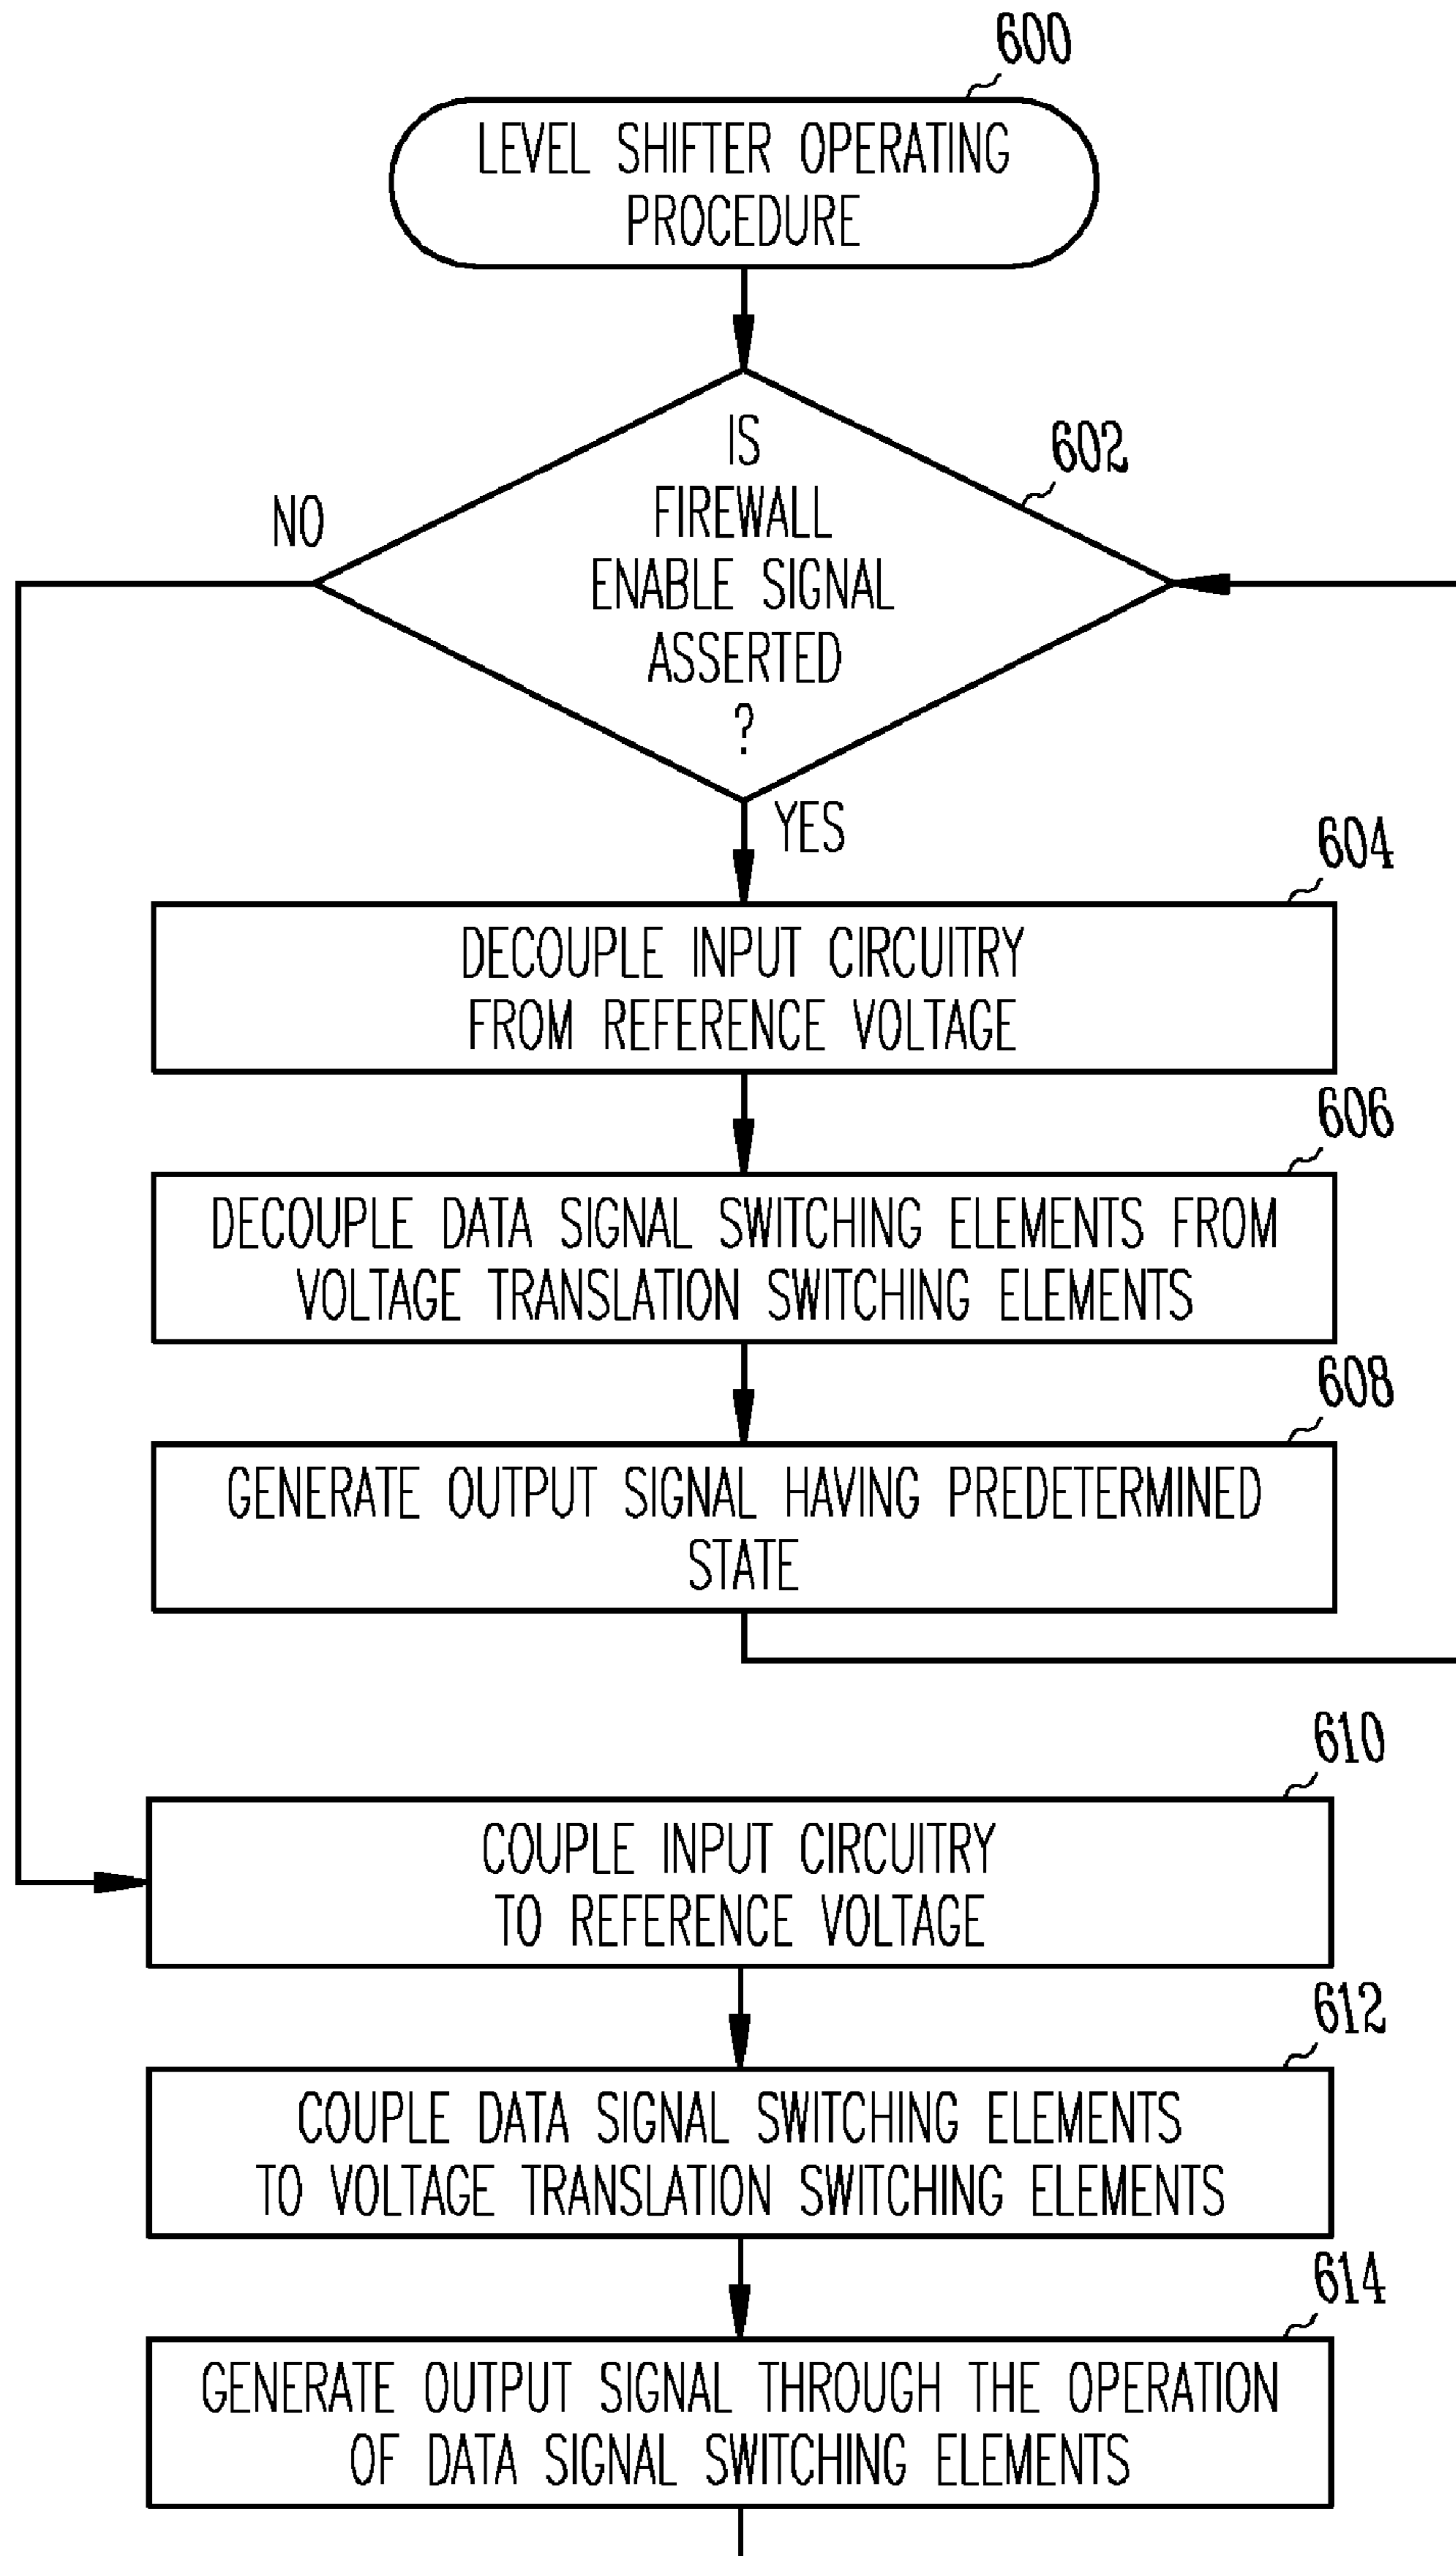 600
LEVEL SHIFTER OPERATING
PROCEDURE
602
IS
FIREWALL
ENABLE SIGNAL
ASSERTED
?
NO
YES
604
DECOUPLE INPUT CIRCUITRY
FROM REFERENCE VOLTAGE
606
DECOUPLE DATA SIGNAL SWITCHING ELEMENTS FROM
VOLTAGE TRANSLATION SWITCHING ELEMENTS
608
GENERATE OUTPUT SIGNAL HAVING PREDETERMINED
STATE
610
COUPLE INPUT CIRCUITRY
TO REFERENCE VOLTAGE
612
COUPLE DATA SIGNAL SWITCHING ELEMENTS
TO VOLTAGE TRANSLATION SWITCHING ELEMENTS
614
GENERATE OUTPUT SIGNAL THROUGH THE OPERATION
OF DATA SIGNAL SWITCHING ELEMENTS